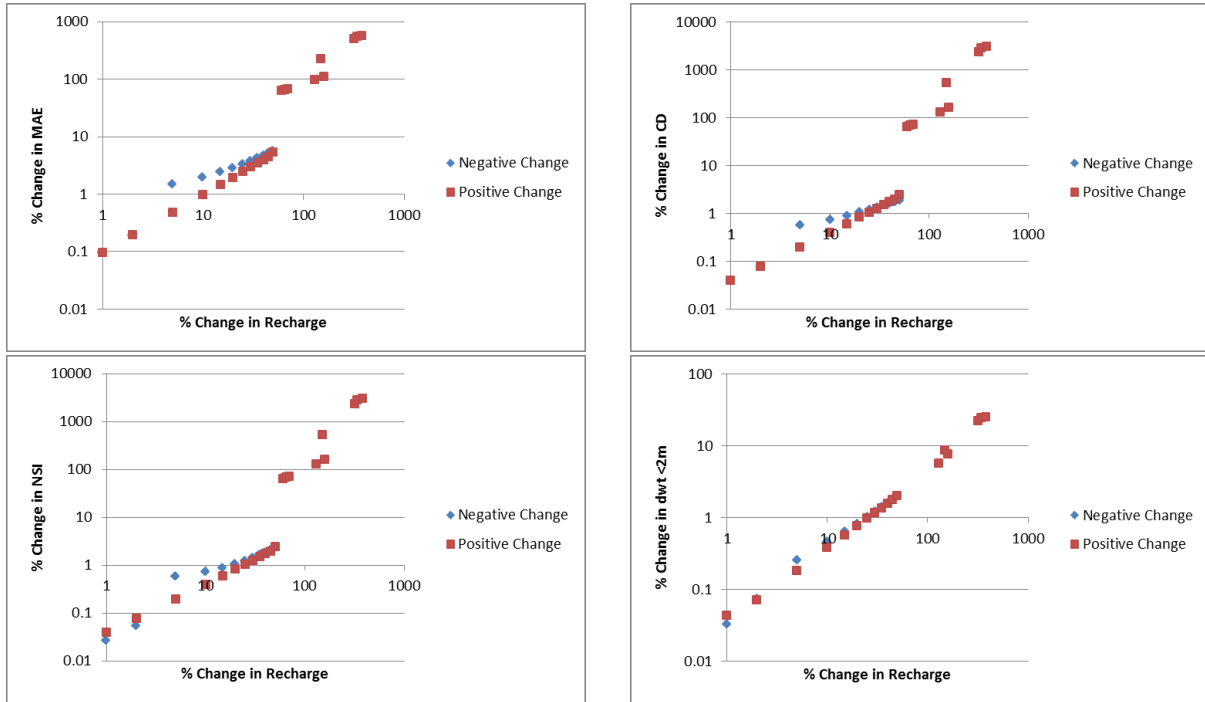 % Change in MAE
1000
100
10
1
0.1
0.01
1
10
100
1000
% Change in Recharge
Negative Change
Positive Change
% Change in CD
10000
1000
100
10
1
0.1
0.01
1
10
100
1000
% Change in Recharge
Negative Change
Positive Change
% Change in NSI
10000
1000
100
10
1
0.1
0.01
1
10
100
1000
% Change in Recharge
Negative Change
Positive Change
% Change in dwt <2m
100
10
1
0.1
0.01
1
10
100
1000
% Change in Recharge
Negative Change
Positive Change